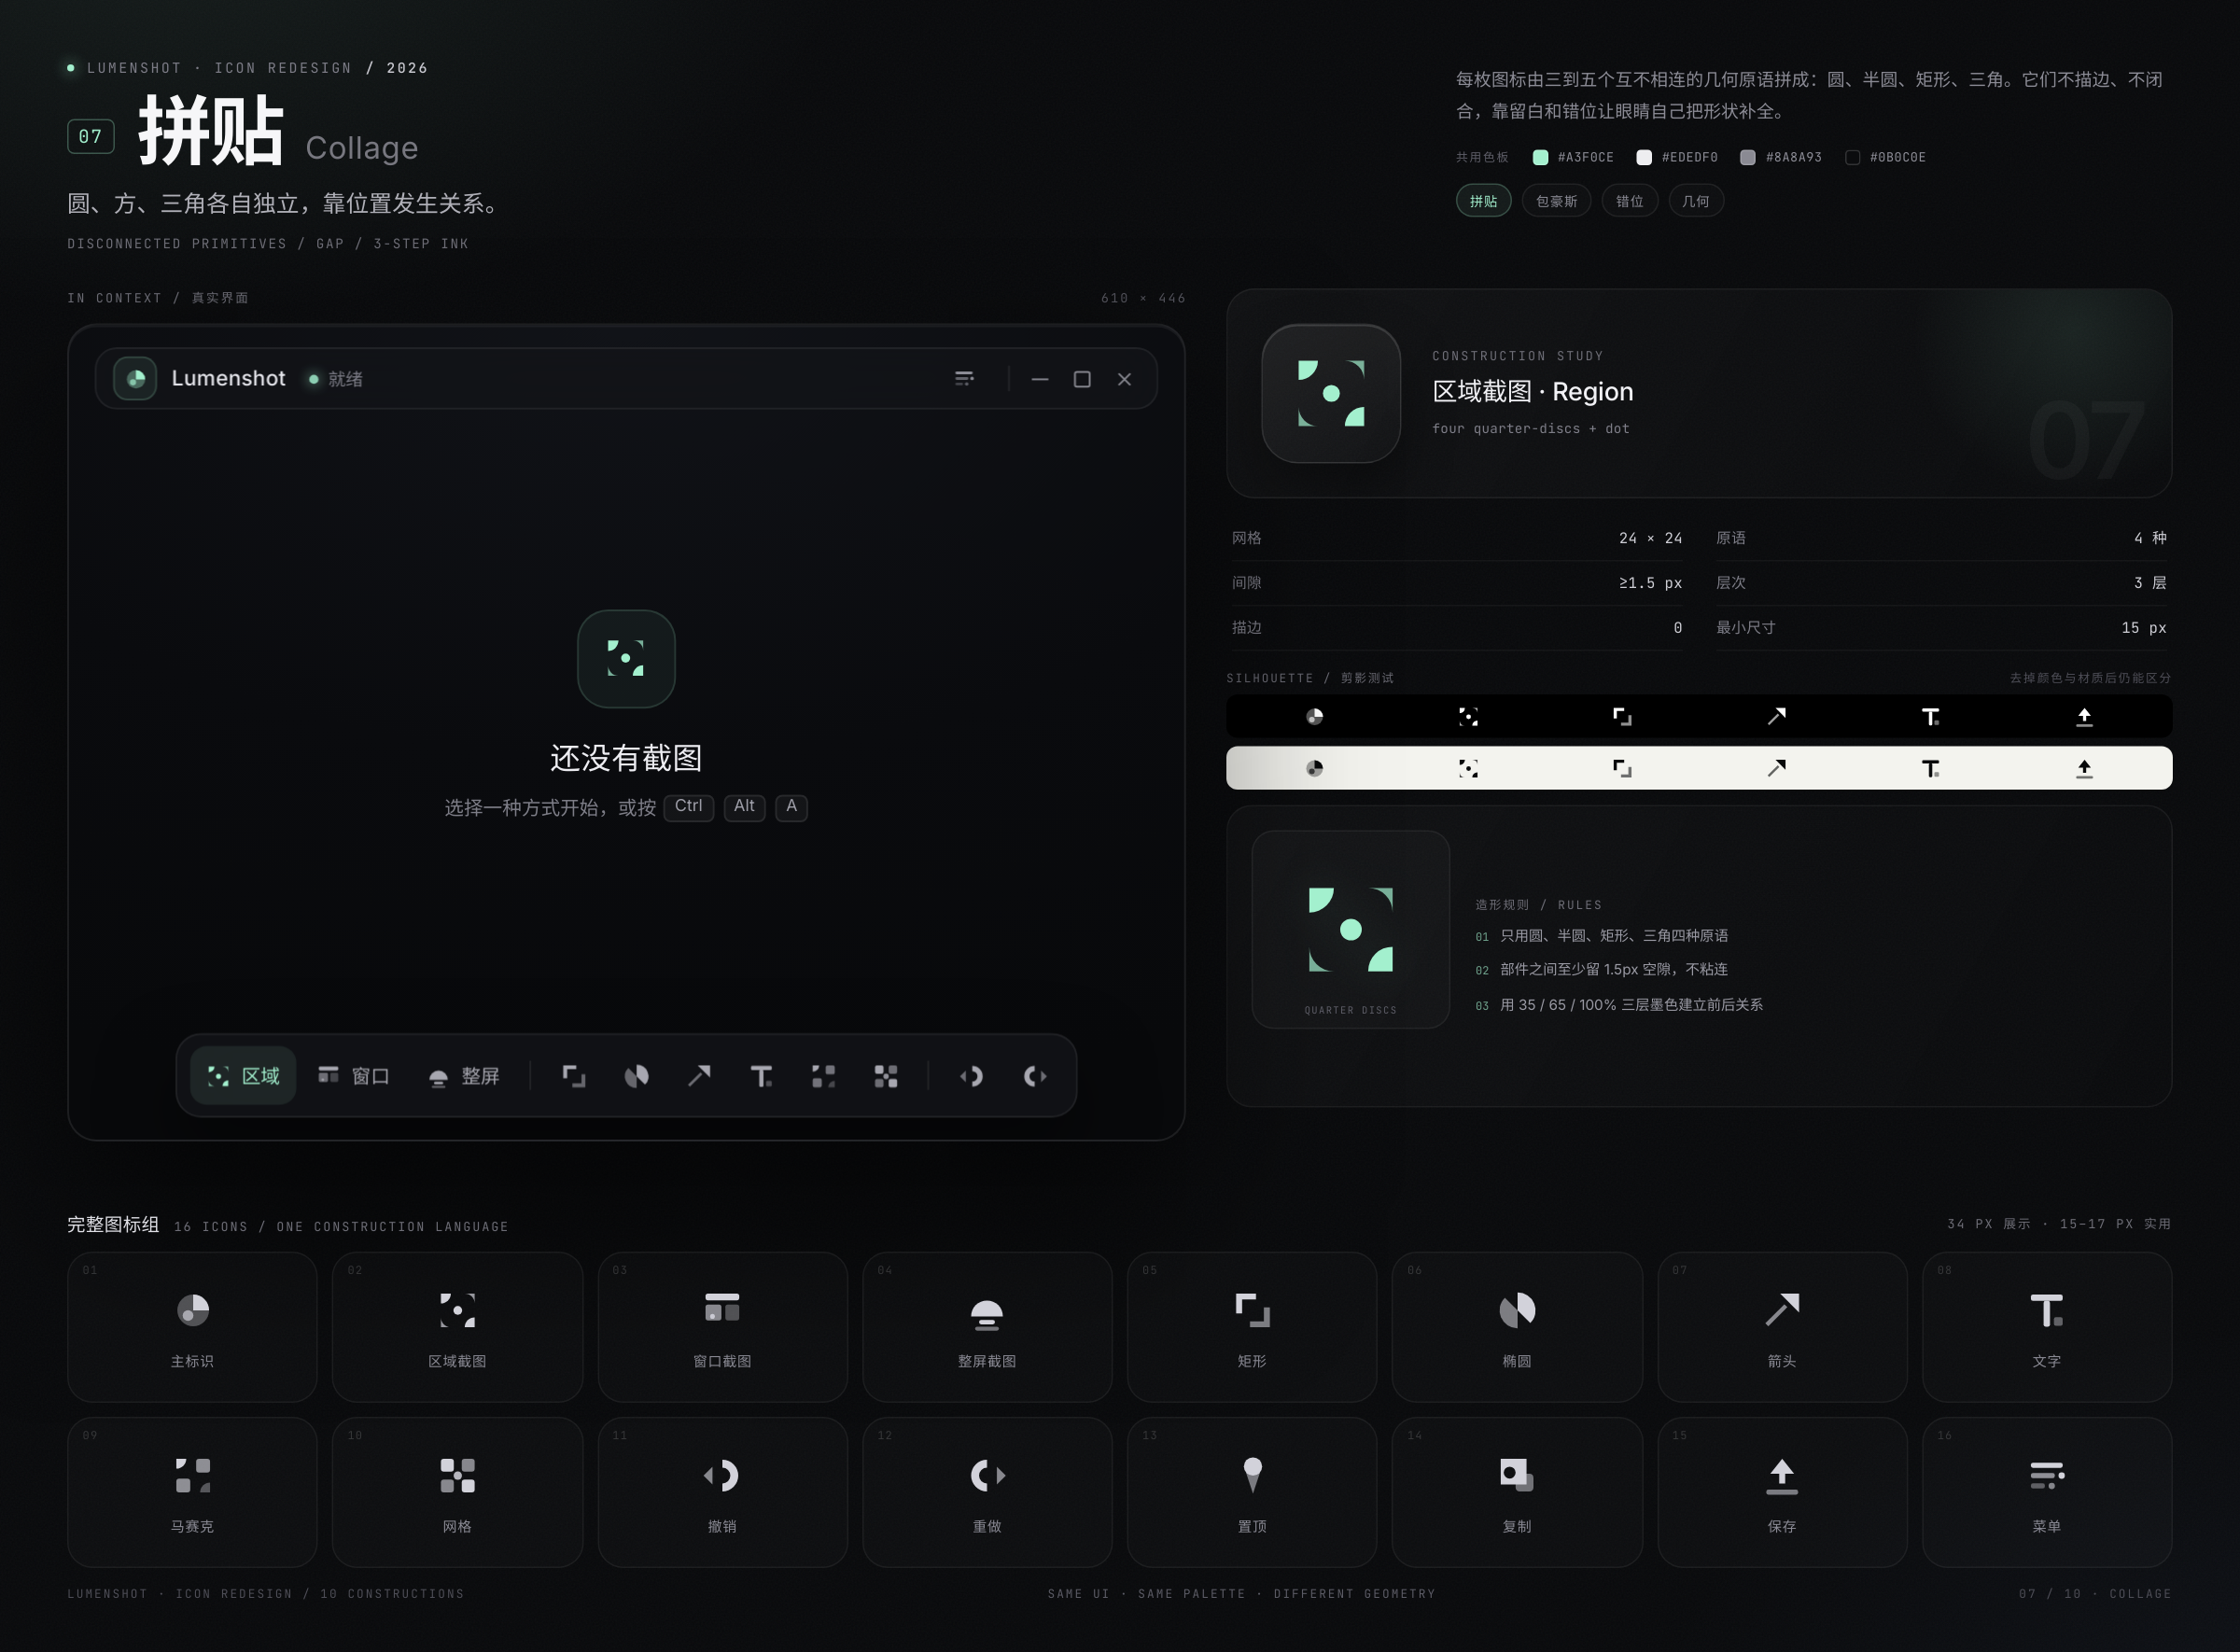 LUMENSHOT · ICON REDESIGN / 2026
07 拼贴 Collage
圆、方、三角各自独立，靠位置发生关系。
DISCONNECTED PRIMITIVES / GAP / 3-STEP INK
每枚图标由三到五个互不相连的几何原语拼成：圆、半圆、矩形、三角。它们不描边、不闭
合，靠留白和错位让眼睛自己把形状补全。
共用色板 #A3F0CE #EDEDF0 #8A8A93 #0B0C0E
拼贴 包豪斯 错位 几何
IN CONTEXT / 真实界面 610 × 446
Lumenshot 就绪
还没有截图
选择一种方式开始，或按 Ctrl Alt A
区域 窗口 整屏
CONSTRUCTION STUDY
区域截图 · Region
four quarter-discs + dot
07
网格 24 × 24 原语 4 种
间隙 ≥1.5 px 层次 3 层
描边 0 最小尺寸 15 px
SILHOUETTE / 剪影测试 去掉颜色与材质后仍能区分
QUARTER DISCS
造形规则 / RULES
01 只用圆、半圆、矩形、三角四种原语
02 部件之间至少留 1.5px 空隙，不粘连
03 用 35 / 65 / 100% 三层墨色建立前后关系
完整图标组 16 ICONS / ONE CONSTRUCTION LANGUAGE 34 PX 展示 · 15–17 PX 实用
01 02 03 04 05 06 07 08
主标识 区域截图 窗口截图 整屏截图 矩形 椭圆 箭头 文字
09 10 11 12 13 14 15 16
马赛克 网格 撤销 重做 置顶 复制 保存 菜单
LUMENSHOT · ICON REDESIGN / 10 CONSTRUCTIONS SAME UI · SAME PALETTE · DIFFERENT GEOMETRY 07 / 10 · COLLAGE